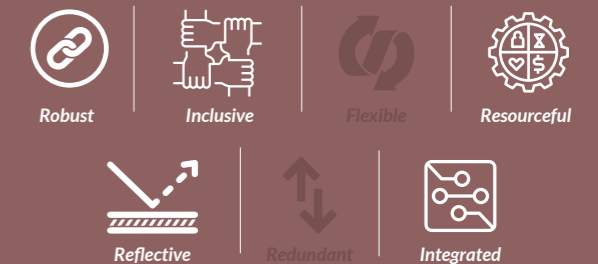 Robust
Inclusive
Flexible
Resourceful
Reflective
Redundant
Integrated